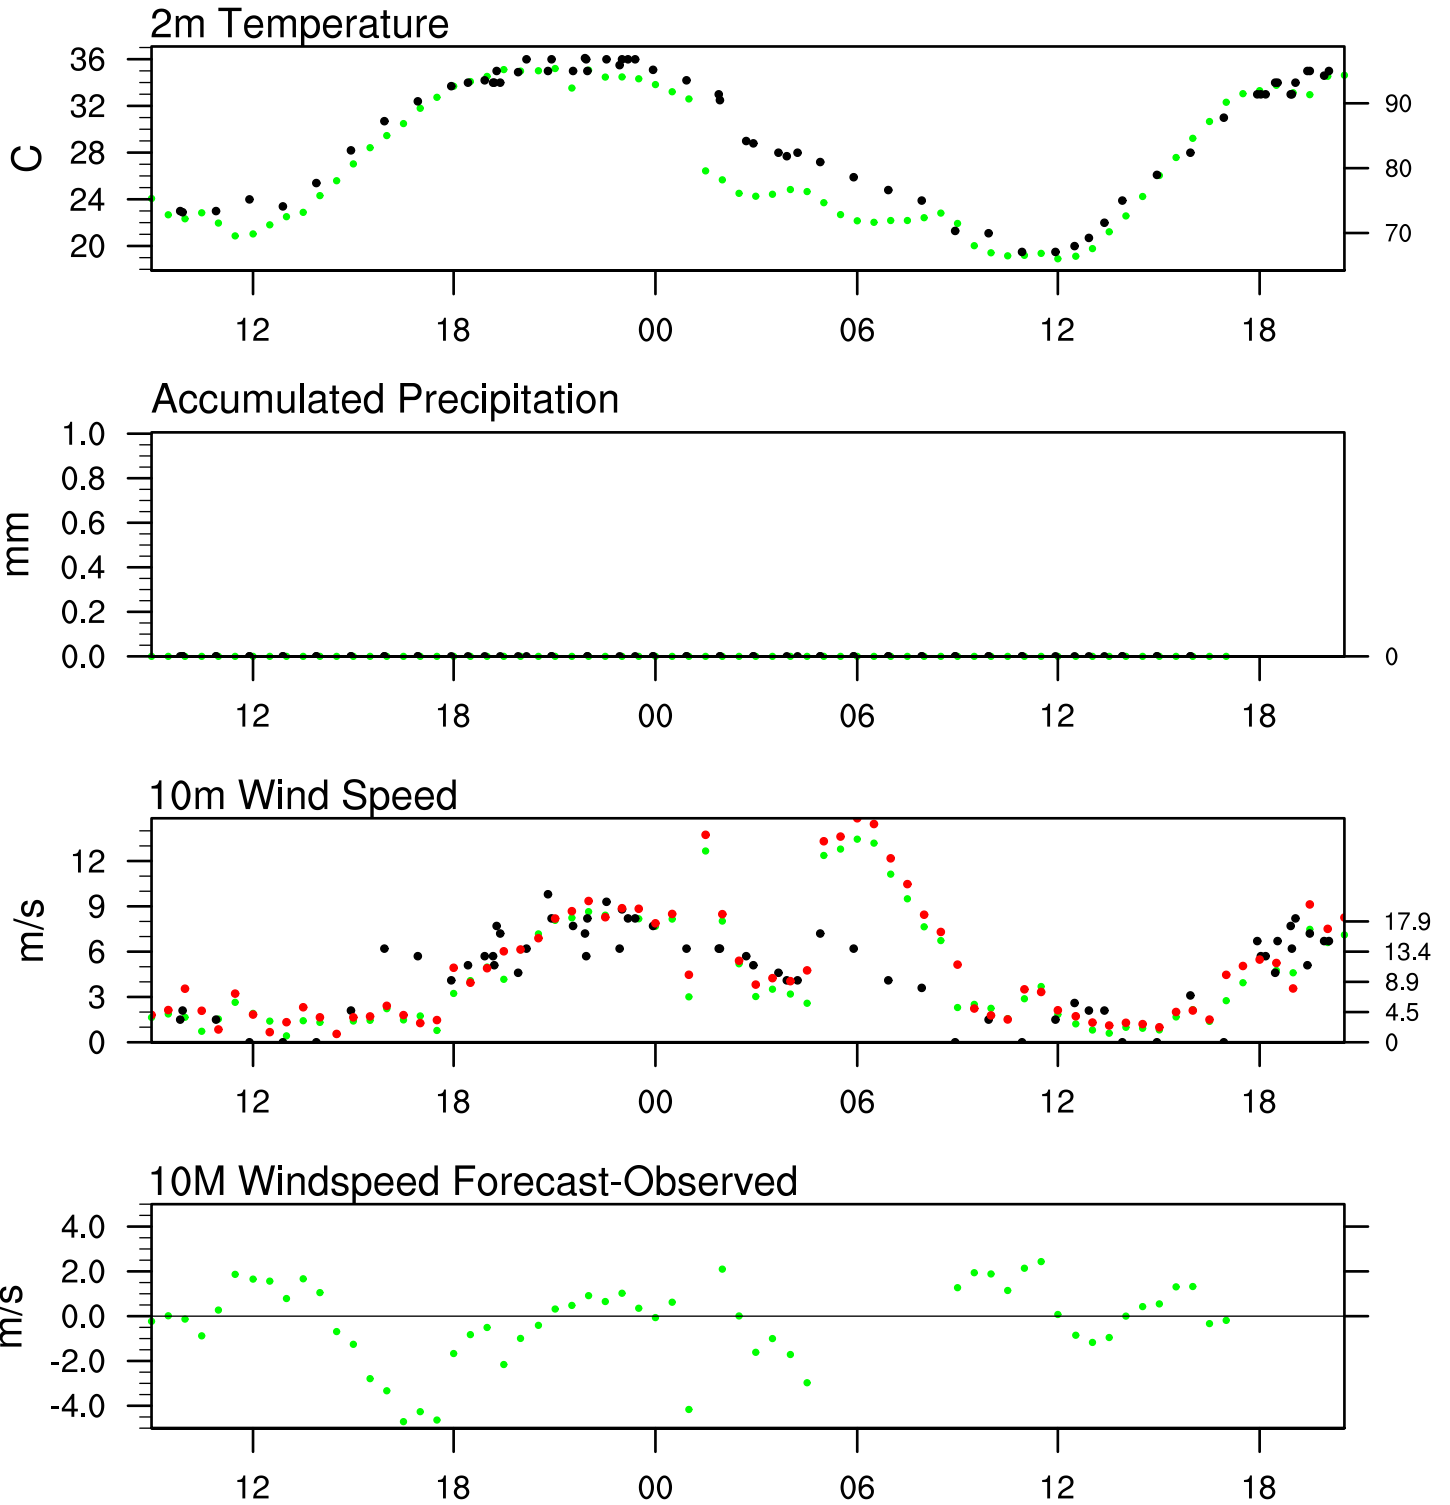 2m Temperature
36
32
28
24
20
C
90
80
70
12 18 00 06 12 18
Accumulated Precipitation
1.0
0.8
0.6
0.4
0.2
0.0
mm
0
12 18 00 06 12 18
10m Wind Speed
12
9
6
3
0
m/s
17.9
13.4
8.9
4.5
0
12 18 00 06 12 18
10M Windspeed Forecast-Observed
4.0
2.0
0.0
-2.0
-4.0
m/s
12 18 00 06 12 18